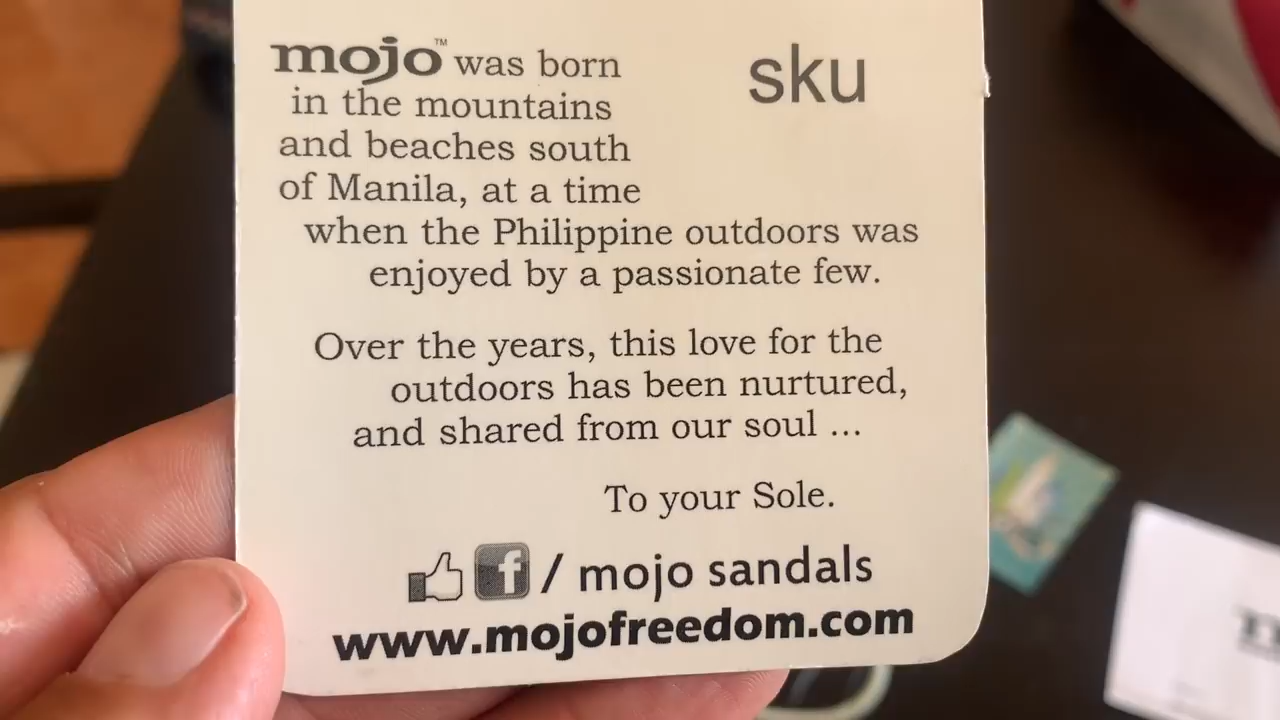 mojo™ was born
sku
in the mountains
and beaches south
of Manila, at a time
when the Philippine outdoors was
enjoyed by a passionate few.
Over the years, this love for the
outdoors has been nurtured,
and shared from our soul ...
To your Sole.
f / mojo sandals
www.mojofreedom.com